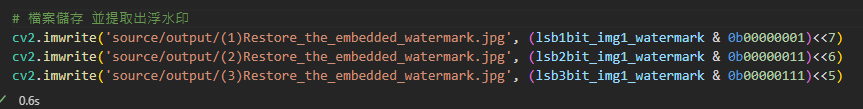 # 檔案儲存 並提取出浮水印
cv2.imwrite('source/output/(1)Restore_the_embedded_watermark.jpg', (lsb1bit_img1_watermark & 0b00000001)<<7)
cv2.imwrite('source/output/(2)Restore_the_embedded_watermark.jpg', (lsb2bit_img1_watermark & 0b00000011)<<6)
cv2.imwrite('source/output/(3)Restore_the_embedded_watermark.jpg', (lsb3bit_img1_watermark & 0b00000111)<<5)
✓ 0.6s